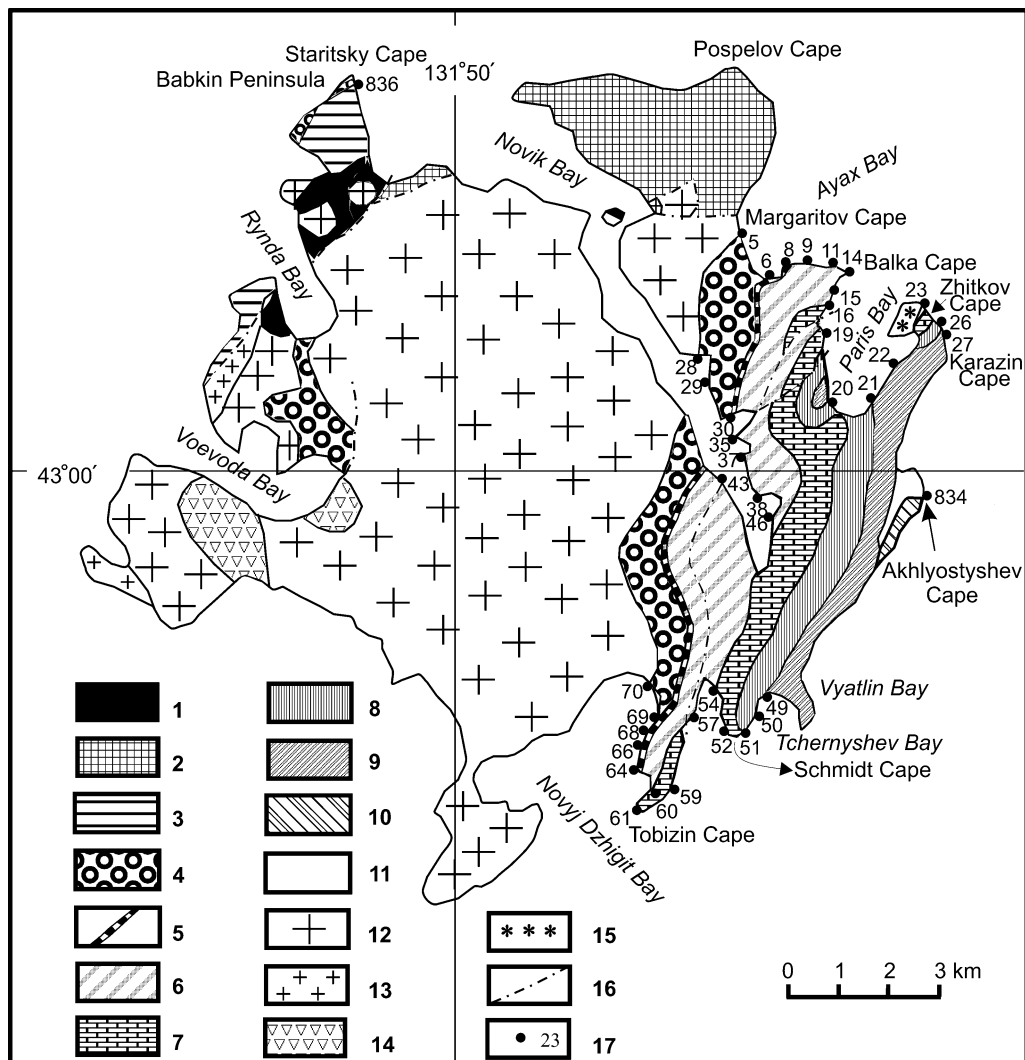 Staritsky Cape
Babkin Peninsula
836
131°50'
Pospelov Cape
Novik Bay
Ayax Bay
Margaritov Cape
5
6
8
9
11
14
Balka Cape
Rynda Bay
15
16
19
Paris Bay
23
Zhitkov
Cape
26
27
Karazin
Cape
22
21
20
28
29
30
35
37
43
38
46
Voevoda Bay
43°00'
834
Akhlyostyshev
Cape
70
69
68
66
64
61
60
59
57
54
52
51
50
49
Vyatlin Bay
Tchernyshev Bay
Schmidt Cape
Tobizin Cape
Novyj Dzhigit Bay
1
2
3
4
5
6
7
8
9
10
11
12
13
14
15
16
23
17
0 1 2 3 km